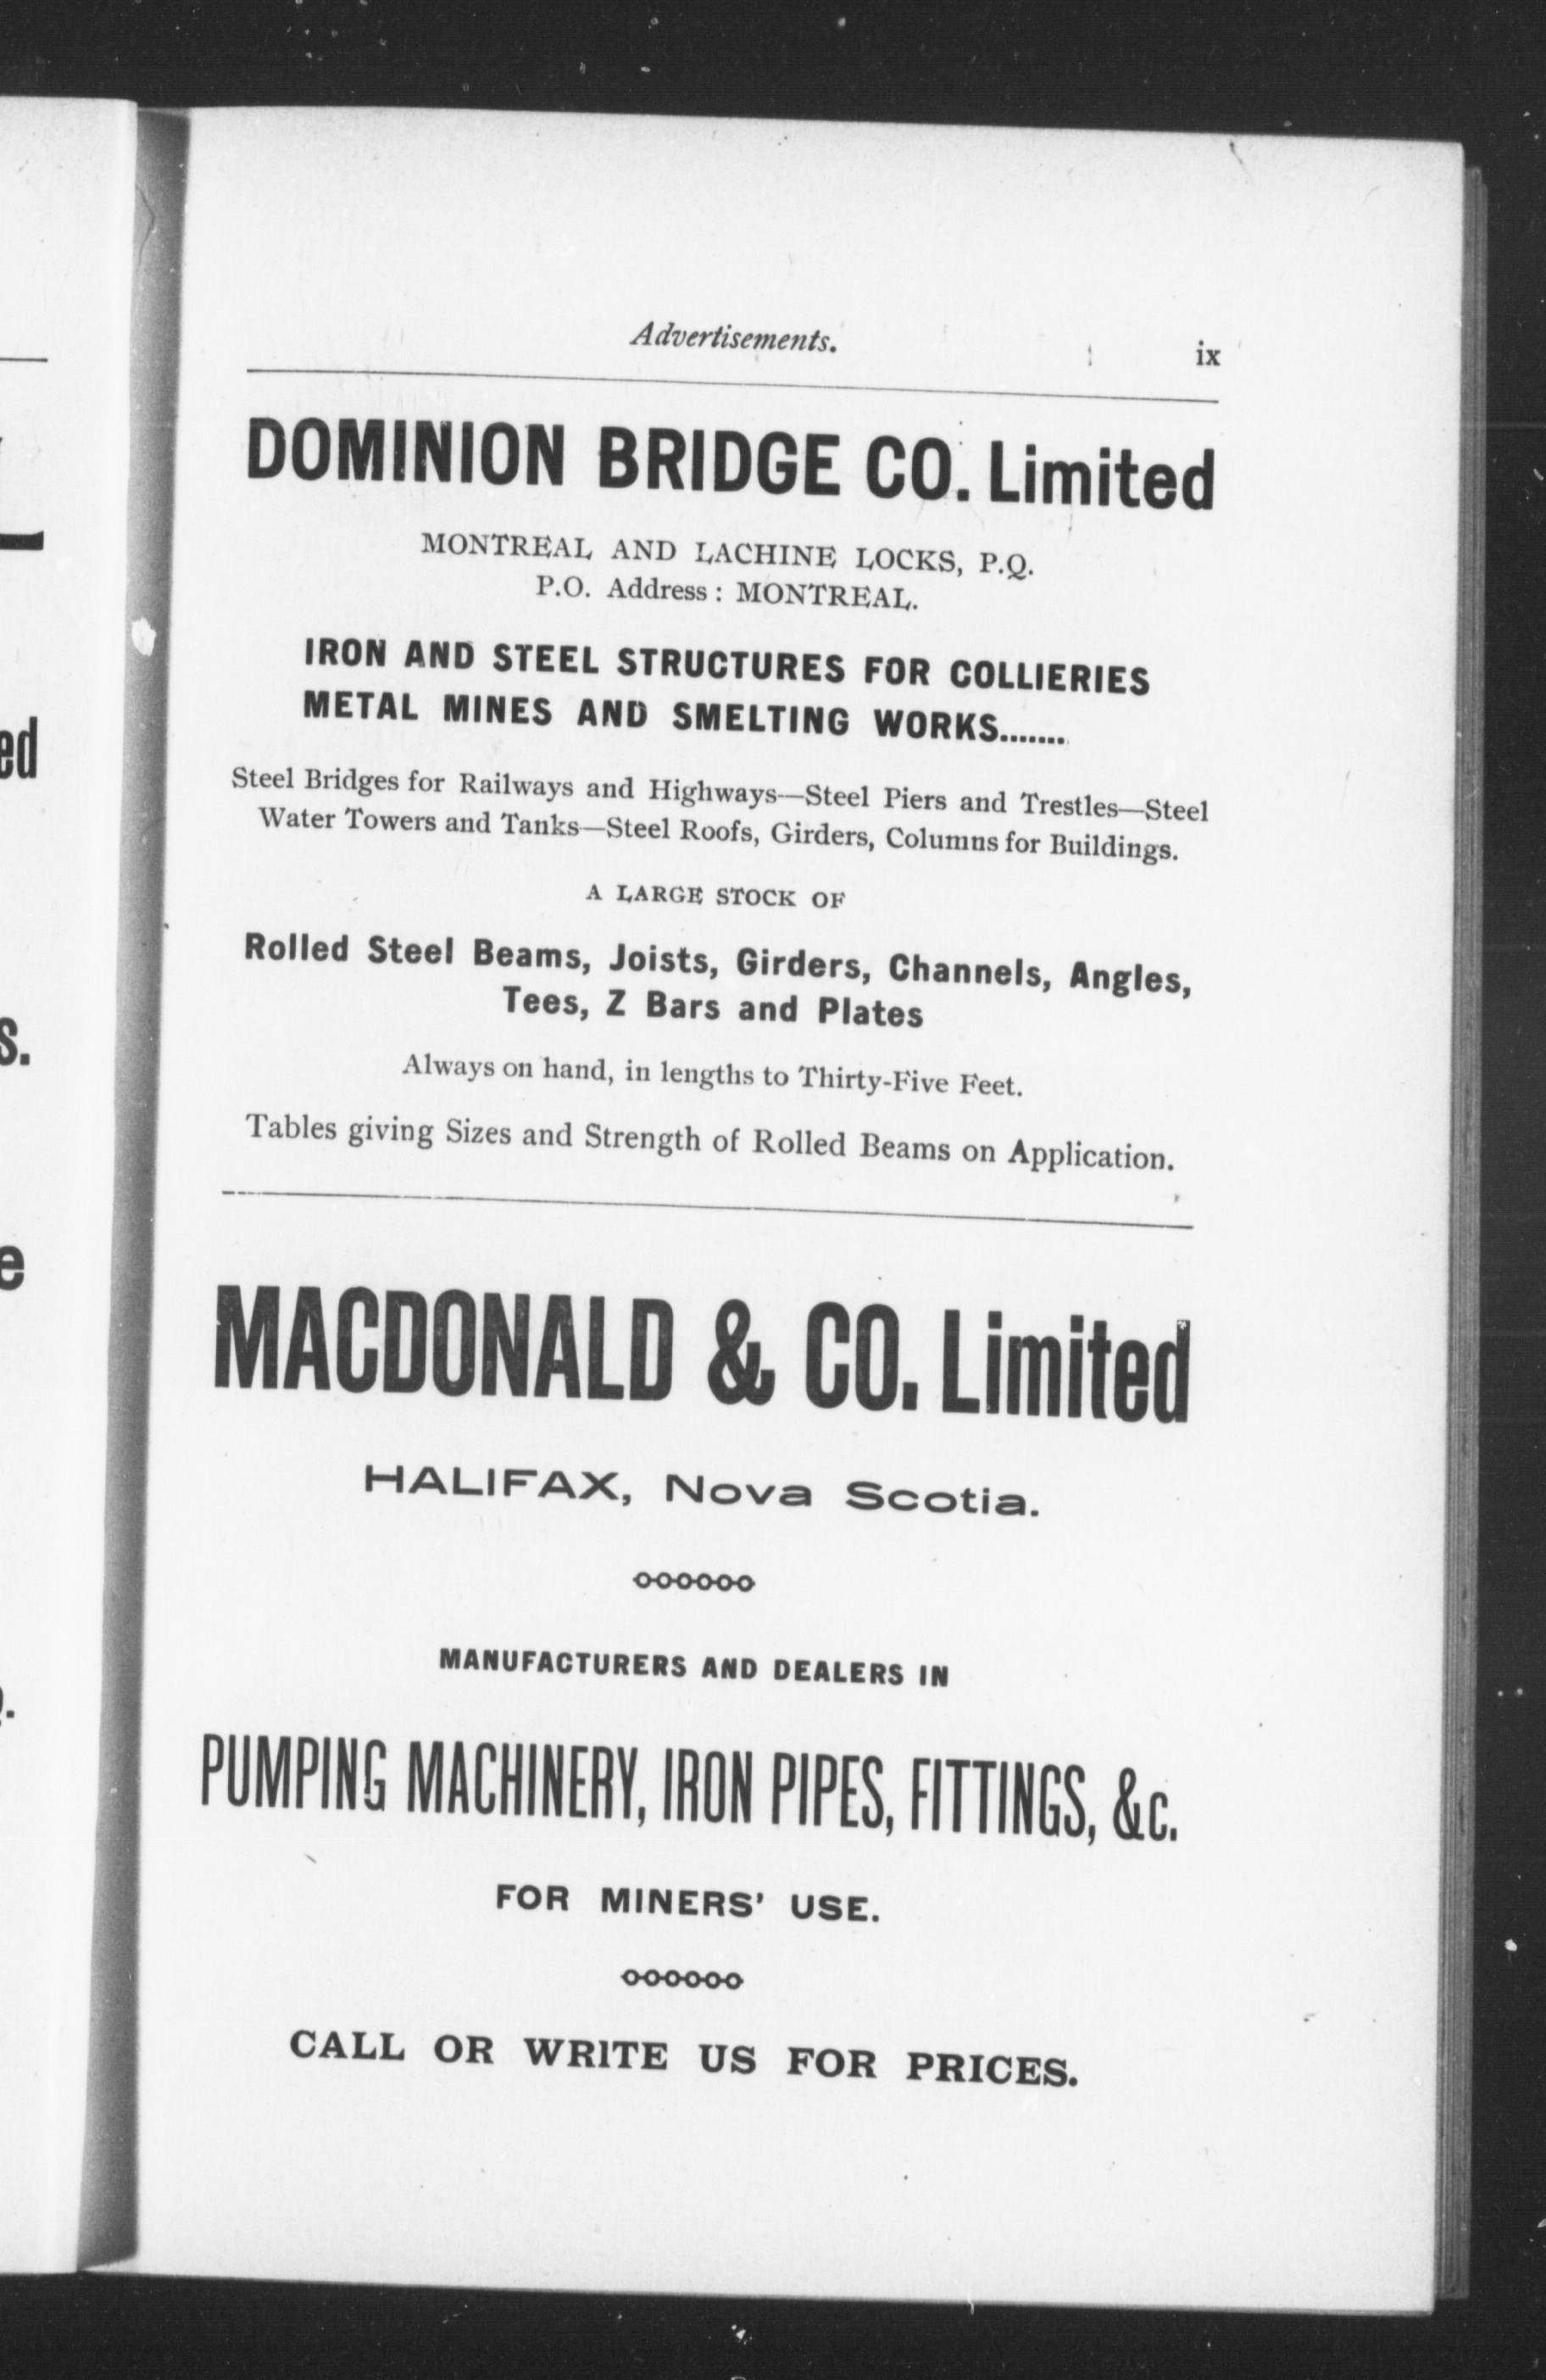 Advertisements. ix
DOMINION BRIDGE CO. Limited
MONTREAL AND LACHINE LOCKS, P.Q.
P.O. Address : MONTREAL.
IRON AND STEEL STRUCTURES FOR COLLIERIES
METAL MINES AND SMELTING WORKS.......
Steel Bridges for Railways and Highways—Steel Piers and Trestles—Steel
Water Towers and Tanks—Steel Roofs, Girders, Columns for Buildings.
A LARGE STOCK OF
Rolled Steel Beams, Joists, Girders, Channels, Angles,
Tees, Z Bars and Plates
Always on hand, in lengths to Thirty-Five Feet.
Tables giving Sizes and Strength of Rolled Beams on Application.
MACDONALD & CO. Limited
HALIFAX, Nova Scotia.
MANUFACTURERS AND DEALERS IN
PUMPING MACHINERY, IRON PIPES, FITTINGS, &c.
FOR MINERS' USE.
CALL OR WRITE US FOR PRICES.